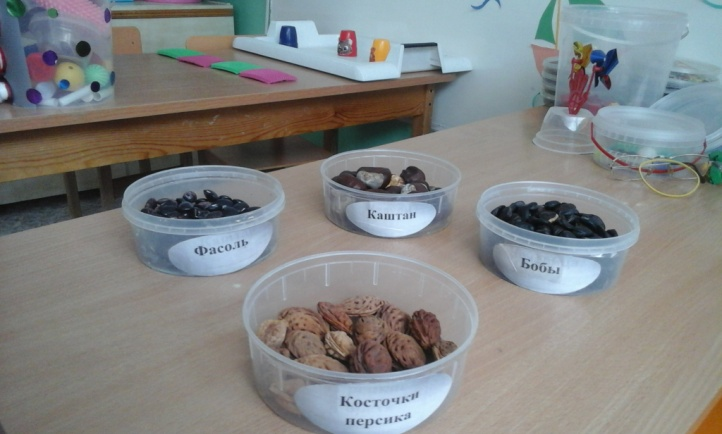 Каштан
Фасоль
Бобы
Косточки
персика